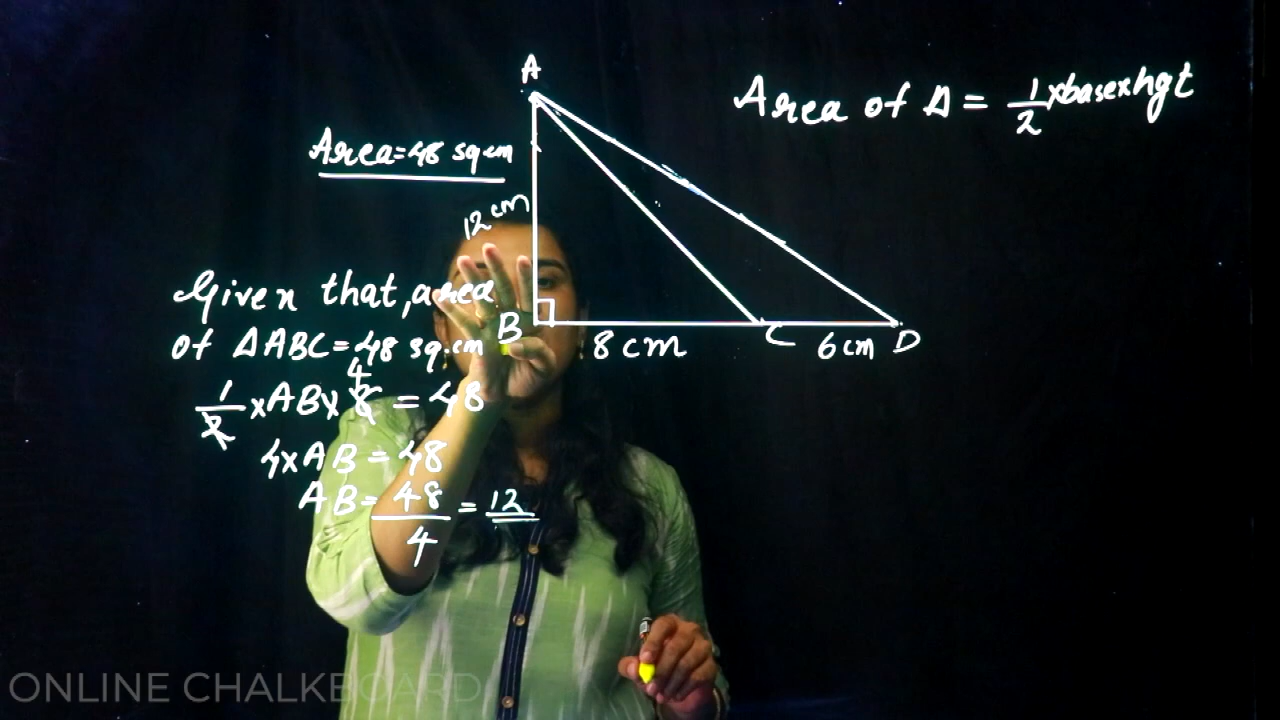 A
Area of Δ = 1/2 × base × hgt
Area = 48 sq cm
12 cm
Given that, area
of ΔABC = 48 sq.cm
B
8 cm
C
6 cm
D
4
1/2 × AB × 8 = 48
4 × AB = 48
AB = 48/4 = 12
ONLINE CHALKBOARD